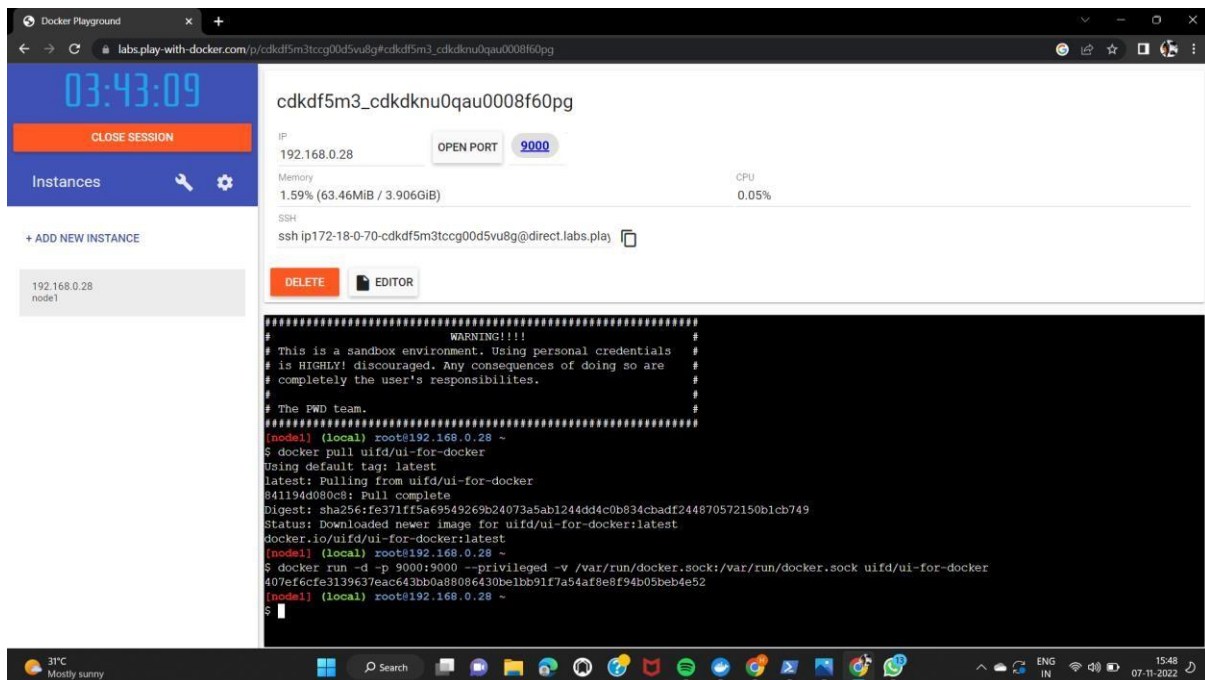 Docker Playground
labs.play-with-docker.com/p/cdkdf5m3tccg00d5vu8g#cdkdf5m3_cdkdknu0qau0008f60pg
03:43:09
CLOSE SESSION
Instances
+ ADD NEW INSTANCE
192.168.0.28
node1
cdkdf5m3_cdkdknu0qau0008f60pg
IP
192.168.0.28
OPEN PORT
9000
Memory
1.59% (63.46MiB / 3.906GiB)
CPU
0.05%
SSH
ssh ip172-18-0-70-cdkdf5m3tccg00d5vu8g@direct.labs.play
DELETE
EDITOR
###############################################################
# WARNING!!!! #
# This is a sandbox environment. Using personal credentials #
# is HIGHLY! discouraged. Any consequences of doing so are #
# completely the user's responsibilites. #
# #
# The PWD team. #
###############################################################
[node1] (local) root@192.168.0.28 ~
$ docker pull uifd/ui-for-docker
Using default tag: latest
latest: Pulling from uifd/ui-for-docker
841194d080c8: Pull complete
Digest: sha256:fe371ff5a69549269b24073a5ab1244dd4c0b834cbadf244870572150b1cb749
Status: Downloaded newer image for uifd/ui-for-docker:latest
docker.io/uifd/ui-for-docker:latest
[node1] (local) root@192.168.0.28 ~
$ docker run -d -p 9000:9000 --privileged -v /var/run/docker.sock:/var/run/docker.sock uifd/ui-for-docker
407ef6cfe3139637eac643bb0a88086430be1bb91f7a54af8e8f94b05beb4e52
[node1] (local) root@192.168.0.28 ~
$
31°C
Mostly sunny
Search
13
ENG
IN
15:48
07-11-2022